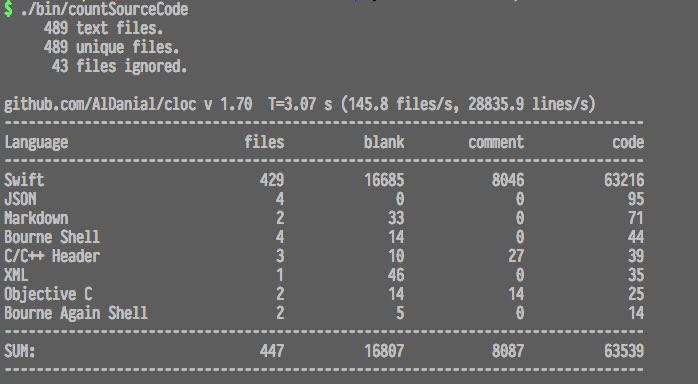 $ ./bin/countSourceCode
     489 text files.
     489 unique files.
      43 files ignored.
github.com/AlDanial/cloc v 1.70  T=3.07 s (145.8 files/s, 28835.9 lines/s)
--------------------------------------------------------------------------------
Language                      files          blank        comment           code
--------------------------------------------------------------------------------
Swift                           429          16685           8046          63216
JSON                              4              0              0             95
Markdown                          2             33              0             71
Bourne Shell                      4             14              0             44
C/C++ Header                      3             10             27             39
XML                               1             46              0             35
Objective C                       2             14             14             25
Bourne Again Shell                2              5              0             14
--------------------------------------------------------------------------------
SUM:                            447          16807           8087          63539
--------------------------------------------------------------------------------